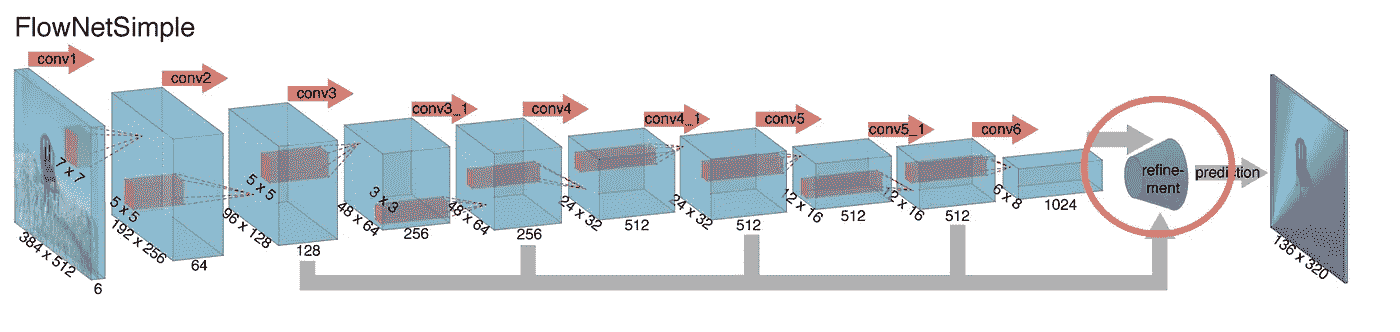 FlowNetSimple
conv1
conv2
conv3
conv3_1
conv4
conv4_1
conv5
conv5_1
conv6
7 x 7
384 x 512
6
5 x 5
192 x 256
64
5 x 5
96 x 128
128
3 x 3
48 x 64
256
48 x 64
256
24 x 32
512
24 x 32
512
12 x 16
512
12 x 16
512
6 x 8
1024
refine-
ment
prediction
136 x 320